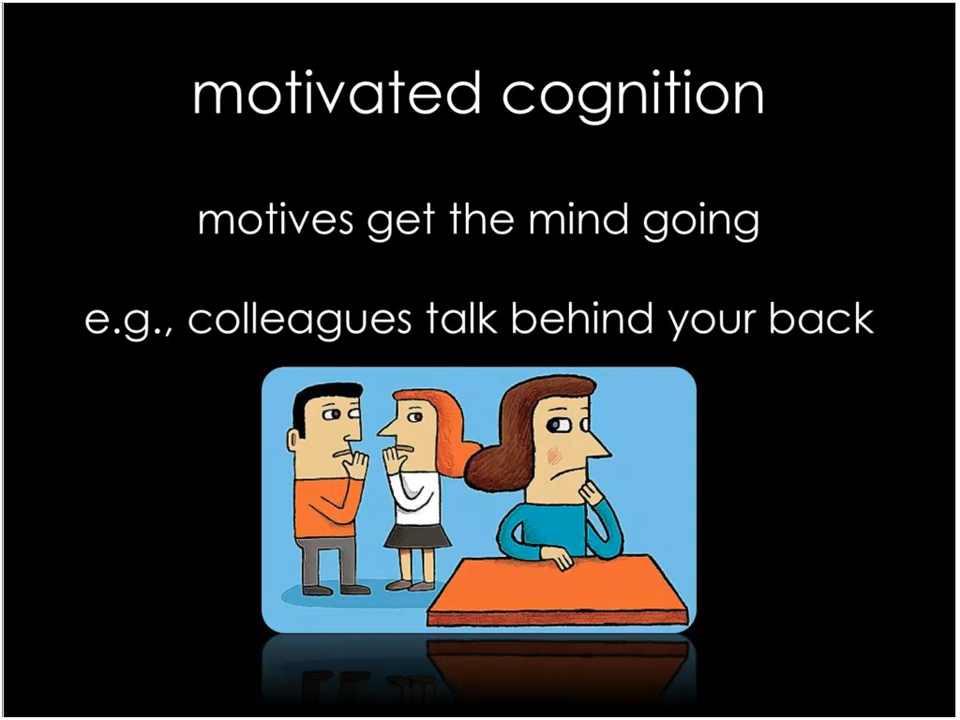 motivated cognition
motives get the mind going
e.g., colleagues talk behind your back